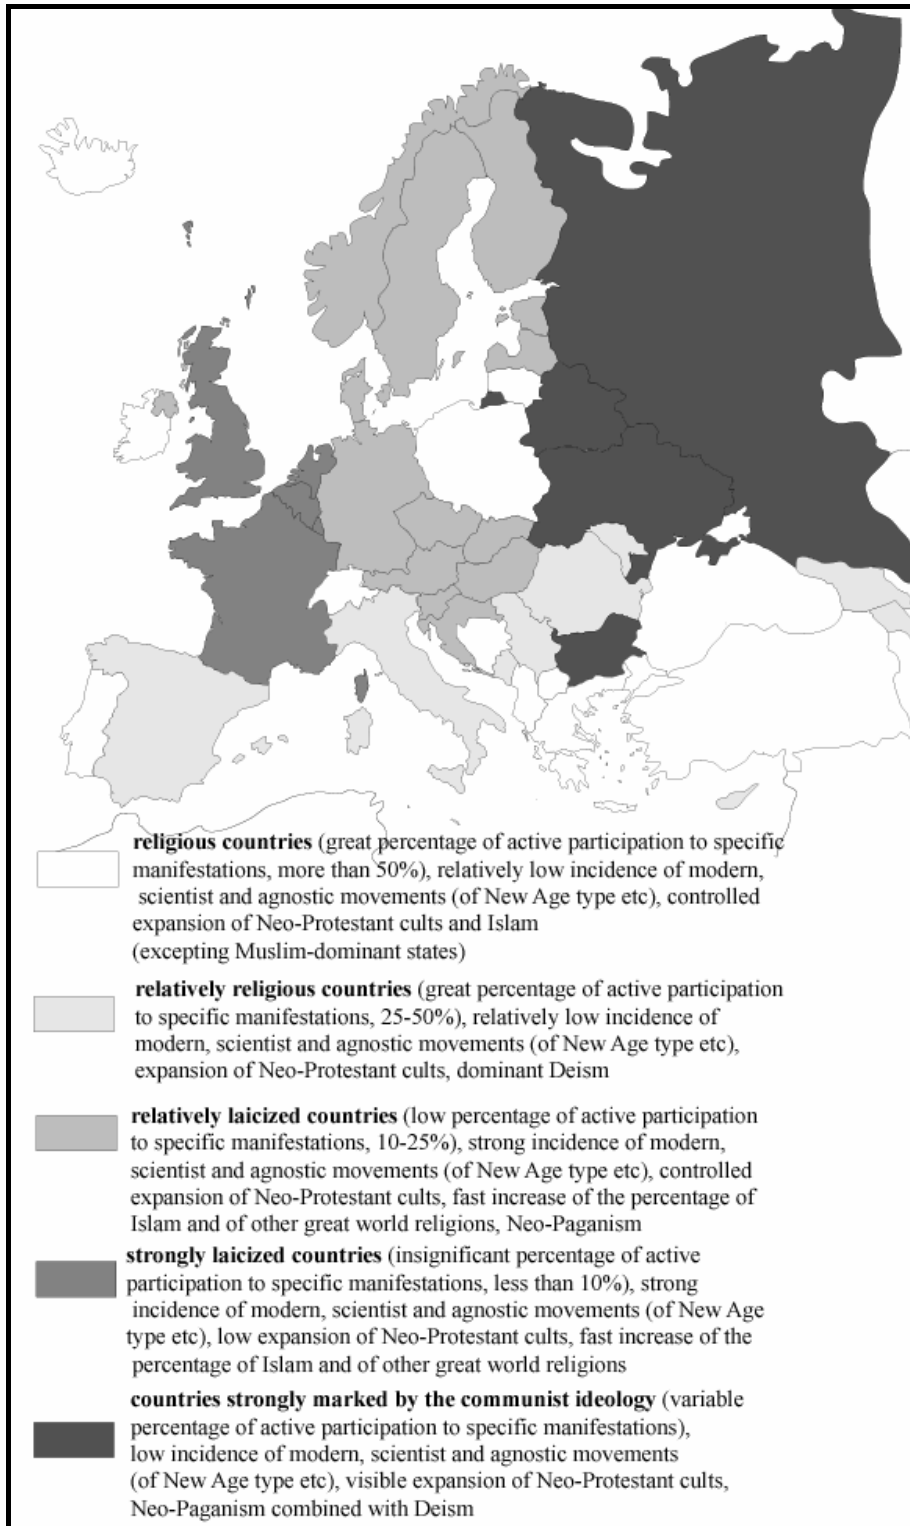 religious countries (great percentage of active participation to specific
manifestations, more than 50%), relatively low incidence of modern,
scientist and agnostic movements (of New Age type etc), controlled
expansion of Neo-Protestant cults and Islam
(excepting Muslim-dominant states)
relatively religious countries (great percentage of active participation
to specific manifestations, 25-50%), relatively low incidence of
modern, scientist and agnostic movements (of New Age type etc),
expansion of Neo-Protestant cults, dominant Deism
relatively laicized countries (low percentage of active participation
to specific manifestations, 10-25%), strong incidence of modern,
scientist and agnostic movements (of New Age type etc), controlled
expansion of Neo-Protestant cults, fast increase of the percentage of
Islam and of other great world religions, Neo-Paganism
strongly laicized countries (insignificant percentage of active
participation to specific manifestations, less than 10%), strong
incidence of modern, scientist and agnostic movements (of New Age
type etc), low expansion of Neo-Protestant cults, fast increase of the
percentage of Islam and of other great world religions
countries strongly marked by the communist ideology (variable
percentage of active participation to specific manifestations),
low incidence of modern, scientist and agnostic movements
(of New Age type etc), visible expansion of Neo-Protestant cults,
Neo-Paganism combined with Deism